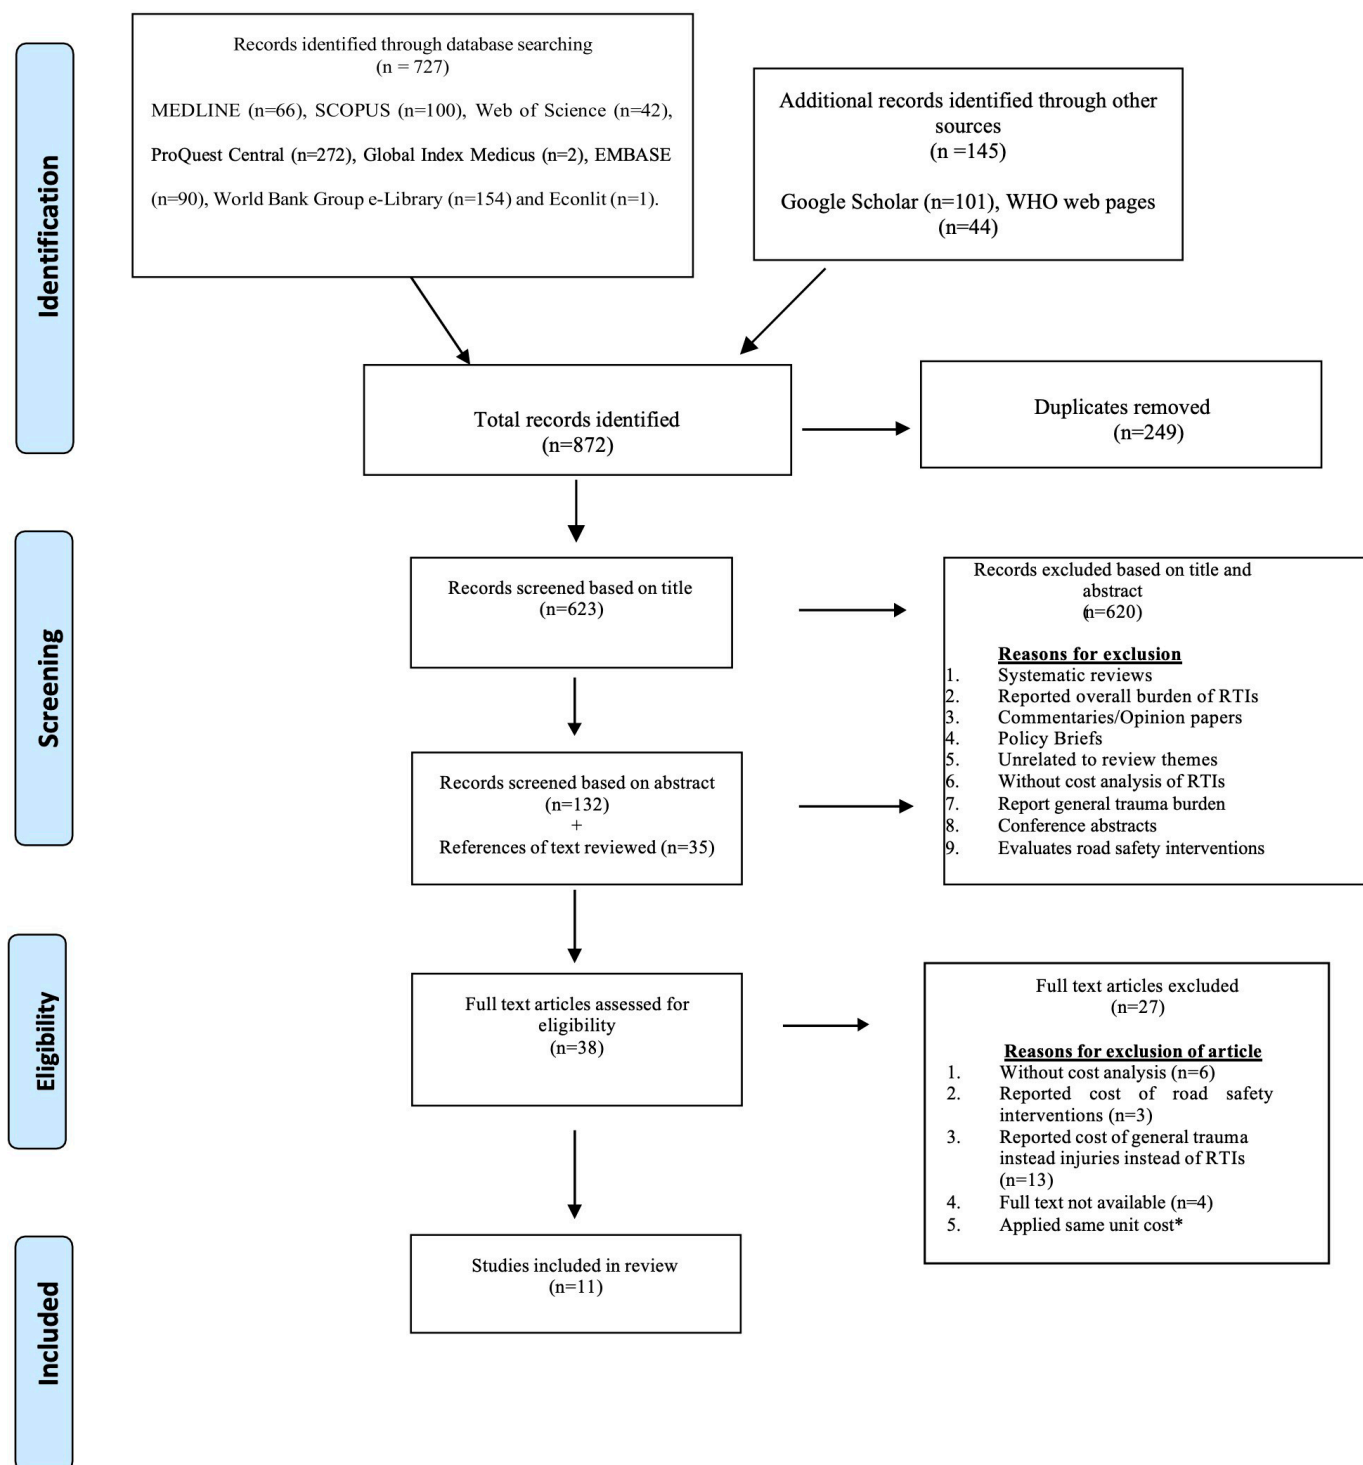 Identification
Records identified through database searching
(n = 727)
MEDLINE (n=66), SCOPUS (n=100), Web of Science (n=42),
ProQuest Central (n=272), Global Index Medicus (n=2), EMBASE
(n=90), World Bank Group e-Library (n=154) and Econlit (n=1).
Additional records identified through other
sources
(n =145)
Google Scholar (n=101), WHO web pages
(n=44)
Total records identified
(n=872)
Duplicates removed
(n=249)
Screening
Records screened based on title
(n=623)
Records excluded based on title and
abstract
(n=620)
Reasons for exclusion
1. Systematic reviews
2. Reported overall burden of RTIs
3. Commentaries/Opinion papers
4. Policy Briefs
5. Unrelated to review themes
6. Without cost analysis of RTIs
7. Report general trauma burden
8. Conference abstracts
9. Evaluates road safety interventions
Records screened based on abstract
(n=132)
+
References of text reviewed (n=35)
Eligibility
Full text articles assessed for
eligibility
(n=38)
Full text articles excluded
(n=27)
Reasons for exclusion of article
1. Without cost analysis (n=6)
2. Reported cost of road safety
interventions (n=3)
3. Reported cost of general trauma
instead injuries instead of RTIs
(n=13)
4. Full text not available (n=4)
5. Applied same unit cost*
Included
Studies included in review
(n=11)